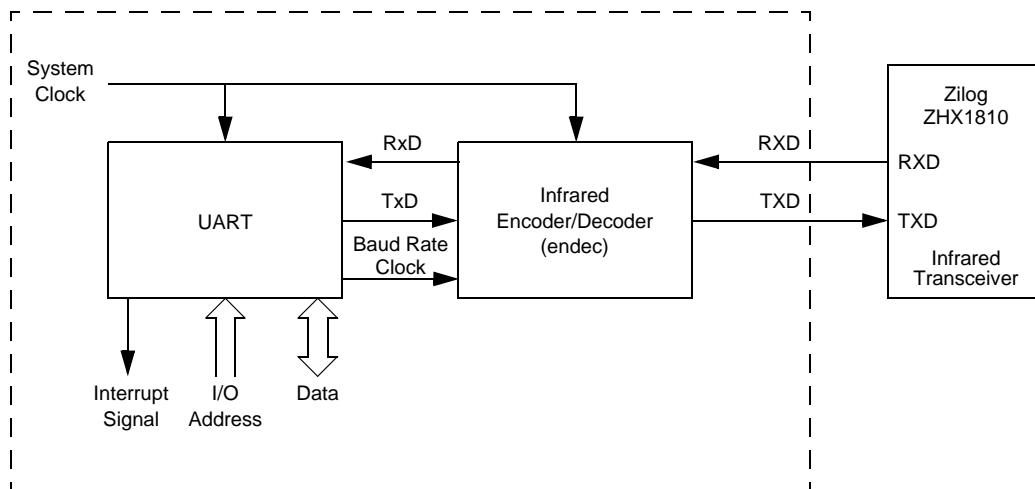 System
Clock
Zilog
ZHX1810
RxD
RXD
RXD
UART
TxD
Infrared
Encoder/Decoder
(endec)
TXD
TXD
Baud Rate
Clock
Infrared
Transceiver
Interrupt
Signal
I/O
Address
Data